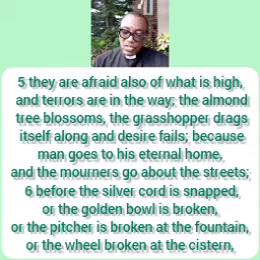 5 they are afraid also of what is high,
and terrors are in the way; the almond
tree blossoms, the grasshopper drags
itself along and desire fails; because
man goes to his eternal home,
and the mourners go about the streets;
6 before the silver cord is snapped,
or the golden bowl is broken,
or the pitcher is broken at the fountain,
or the wheel broken at the cistern,